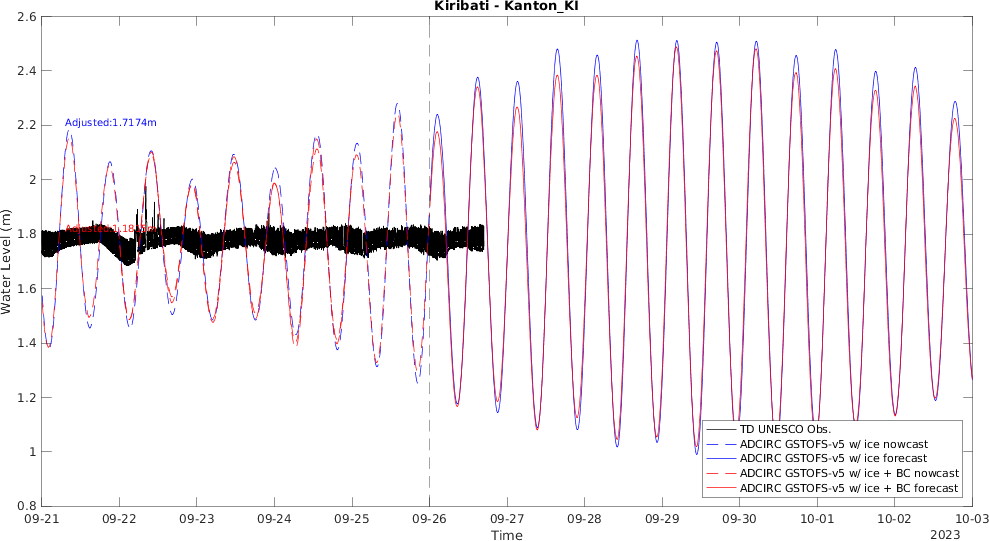 Kiribati - Kanton_KI
Water Level (m)
2.6
2.4
2.2
2
1.8
1.6
1.4
1.2
1
0.8
Adjusted:1.7174m
TD UNESCO Obs.
ADCIRC GSTOFS-v5 w/ ice nowcast
ADCIRC GSTOFS-v5 w/ ice forecast
ADCIRC GSTOFS-v5 w/ ice + BC nowcast
ADCIRC GSTOFS-v5 w/ ice + BC forecast
09-21 09-22 09-23 09-24 09-25 09-26 09-27 09-28 09-29 09-30 10-01 10-02 10-03
Time
2023